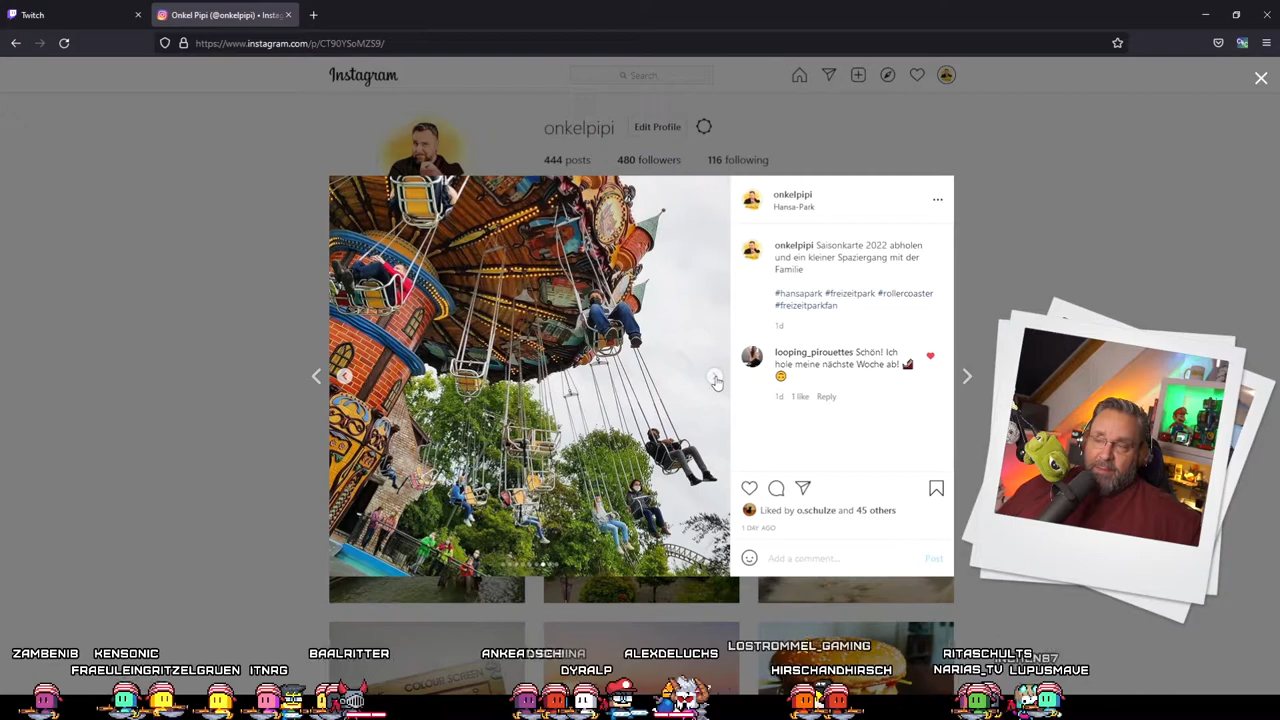 Twitch
Onkel Pipi (@onkelpipi) • Insta
https://www.instagram.com/p/CT90YSoMZS9/
Instagram
Search...
onkelpipi
Edit Profile
444 posts
480 followers
116 following
onkelpipi
Hansa-Park
onkelpipi Saisonkarte 2022 abholen
und ein kleiner Spaziergang mit der
Familie
#hansapark #freizeitpark #rollercoaster
#freizeitparkfan
1d
looping_pirouettes Schön! Ich
hole meine nächste Woche ab!
1d 1 like Reply
Liked by o.schulze and 45 others
1 DAY AGO
Add a comment...
Post
COLOUR.SCREEN
ZAMBENIB
KENSONIC
FRAEULEINGRITZELGRUEN
ITNRG
BAALRITTER
DYRALP
ALEXDELUCHS
LOSTROMMEL_GAMING
HIRSCHANDHIRSCH
RITASCHULTS
NARIAS_TV
LUPUSMAVE